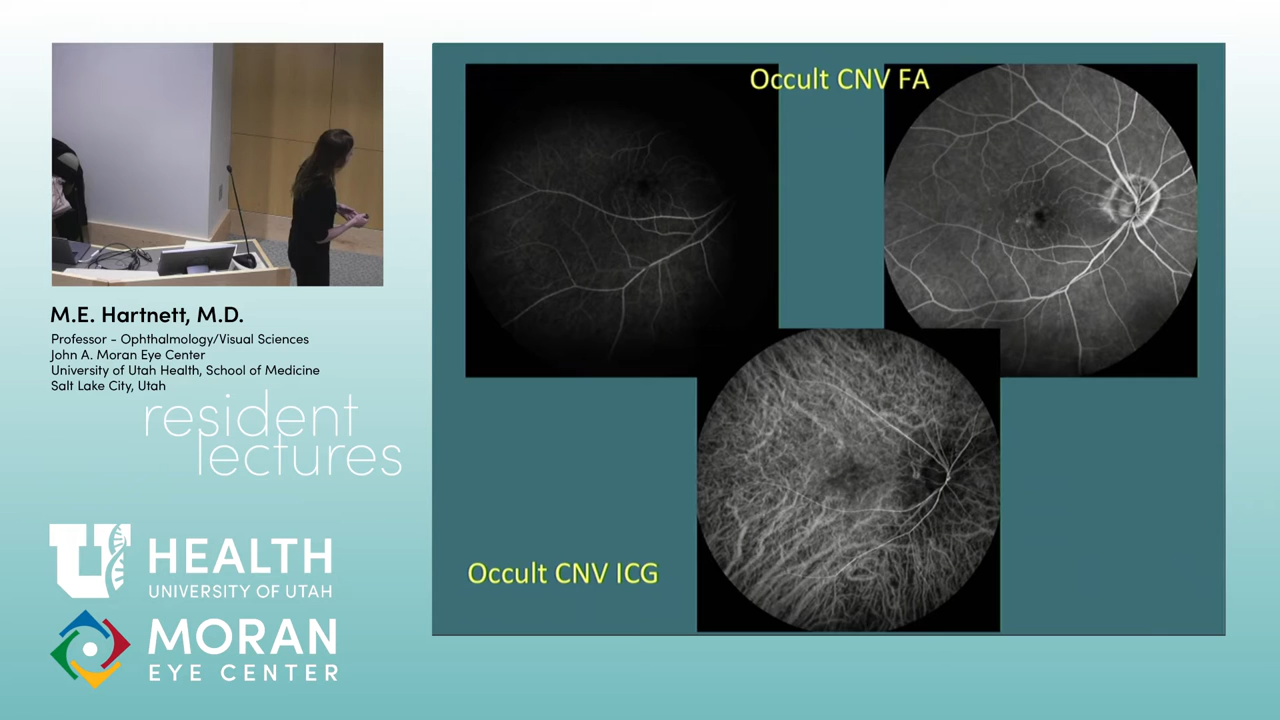 M.E. Hartnett, M.D.
Professor - Ophthalmology/Visual Sciences
John A. Moran Eye Center
University of Utah Health, School of Medicine
Salt Lake City, Utah
resident
lectures
U HEALTH
UNIVERSITY OF UTAH
MORAN
EYE CENTER
Occult CNV FA
Occult CNV ICG